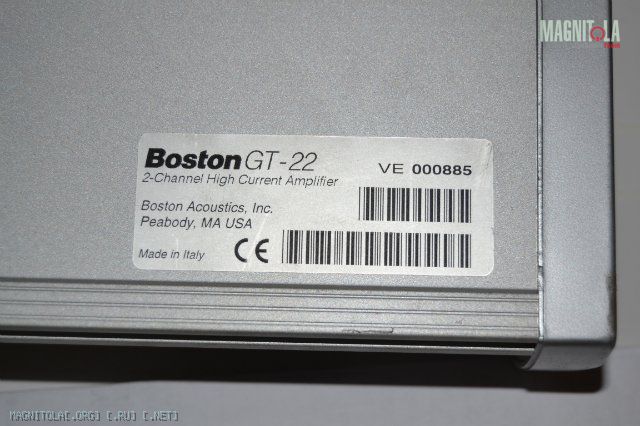 MAGNITOLA
Boston GT-22
VE 000885
2-Channel High Current Amplifier
Boston Acoustics, Inc.
Peabody, MA USA
Made in Italy
CE
MAGNITOLA[.ORG] [.RU] [.NET]